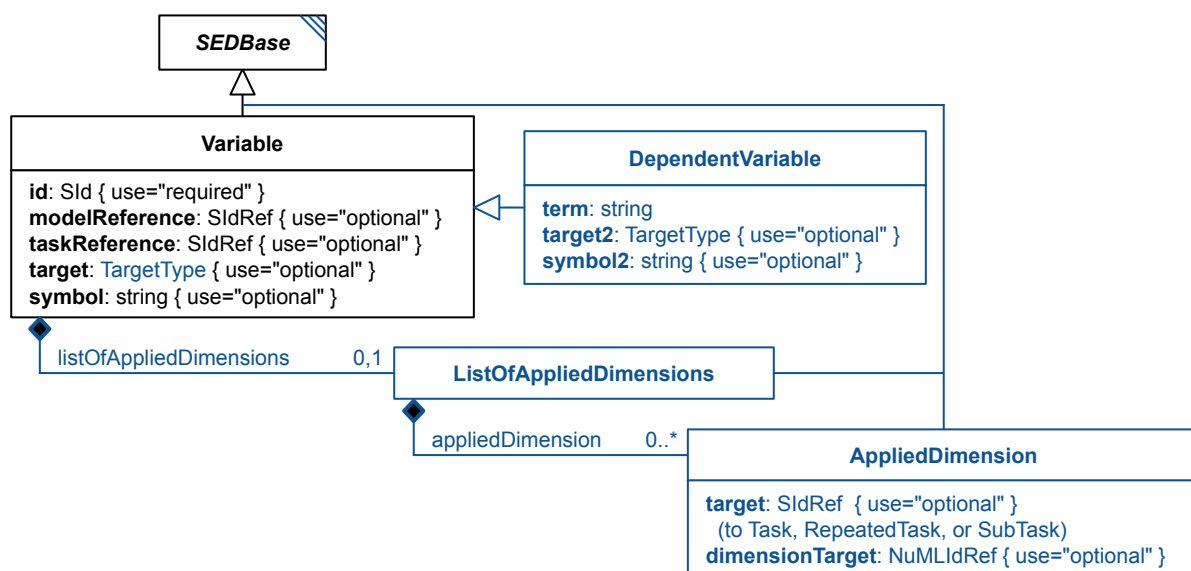 SEDBase
Variable
id: SId { use="required" }
modelReference: SIdRef { use="optional" }
taskReference: SIdRef { use="optional" }
target: TargetType { use="optional" }
symbol: string { use="optional" }
DependentVariable
term: string
target2: TargetType { use="optional" }
symbol2: string { use="optional" }
listOfAppliedDimensions 0,1
ListOfAppliedDimensions
appliedDimension 0..*
AppliedDimension
target: SIdRef { use="optional" }
(to Task, RepeatedTask, or SubTask)
dimensionTarget: NuMLIdRef { use="optional" }